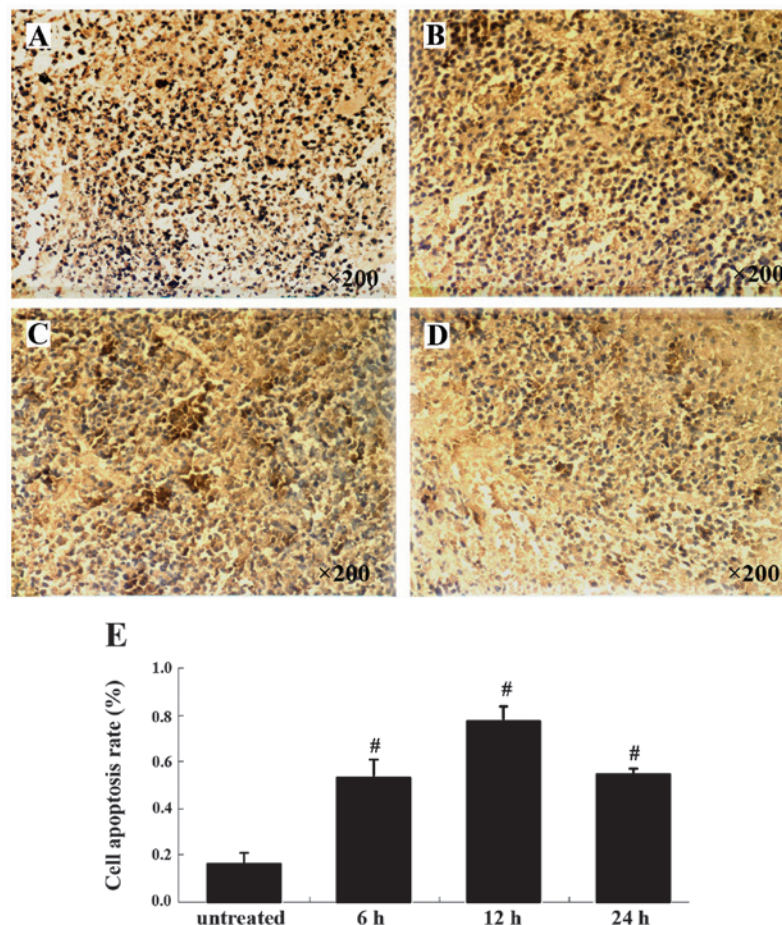 A
B
×200
×200
C
D
×200
×200
E
Cell apoptosis rate (%)
1.0
0.8
0.6
0.4
0.2
0.0
#
#
#
untreated 6 h 12 h 24 h